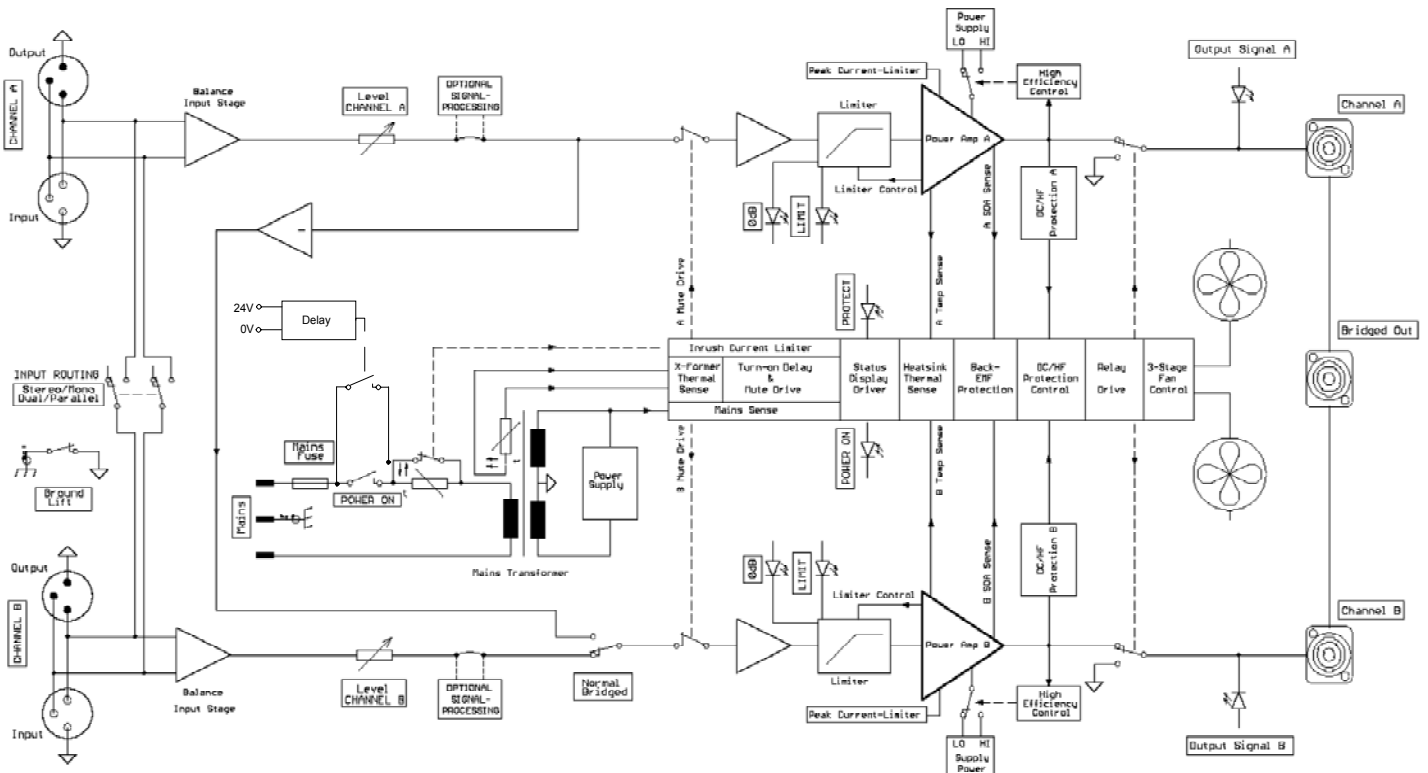 Output
CHANNEL A
Input
Balance
Input Stage
Level
CHANNEL A
OPTIONAL
SIGNAL-
PROCESSING
Peak Current-Limiter
Limiter
Limiter Control
0dB
LIMIT
Power
Supply
LO HI
Power Amp A
High
Efficiency
Control
DC/HF
Protection A
Output Signal A
Channel A
A Mute Drive
A Temp Sense
A SOA Sense
PROTECT
24V
0V
Delay
INPUT ROUTING
Stereo/Mono
Dual/Parallel
Ground
Lift
Mains
Fuse
POWER ON
t
t
Mains
Mains Transformer
Power
Supply
Inrush Current Limiter
X-Former
Thermal
Sense
Turn-on Delay
&
Mute Drive
Mains Sense
Status
Display
Driver
Heatsink
Thermal
Sense
Back-
EMF
Protection
DC/HF
Protection
Control
Relay
Drive
3-Stage
Fan
Control
Bridged Out
B Mute Drive
POWER ON
B Temp Sense
B SOA Sense
DC/HF
Protection B
Output
CHANNEL B
Input
Balance
Input Stage
Level
CHANNEL B
OPTIONAL
SIGNAL-
PROCESSING
Normal
Bridged
0dB
LIMIT
Limiter Control
Limiter
Power Amp B
Peak Current-Limiter
LO HI
Supply
Power
High
Efficiency
Control
Channel B
Output Signal B